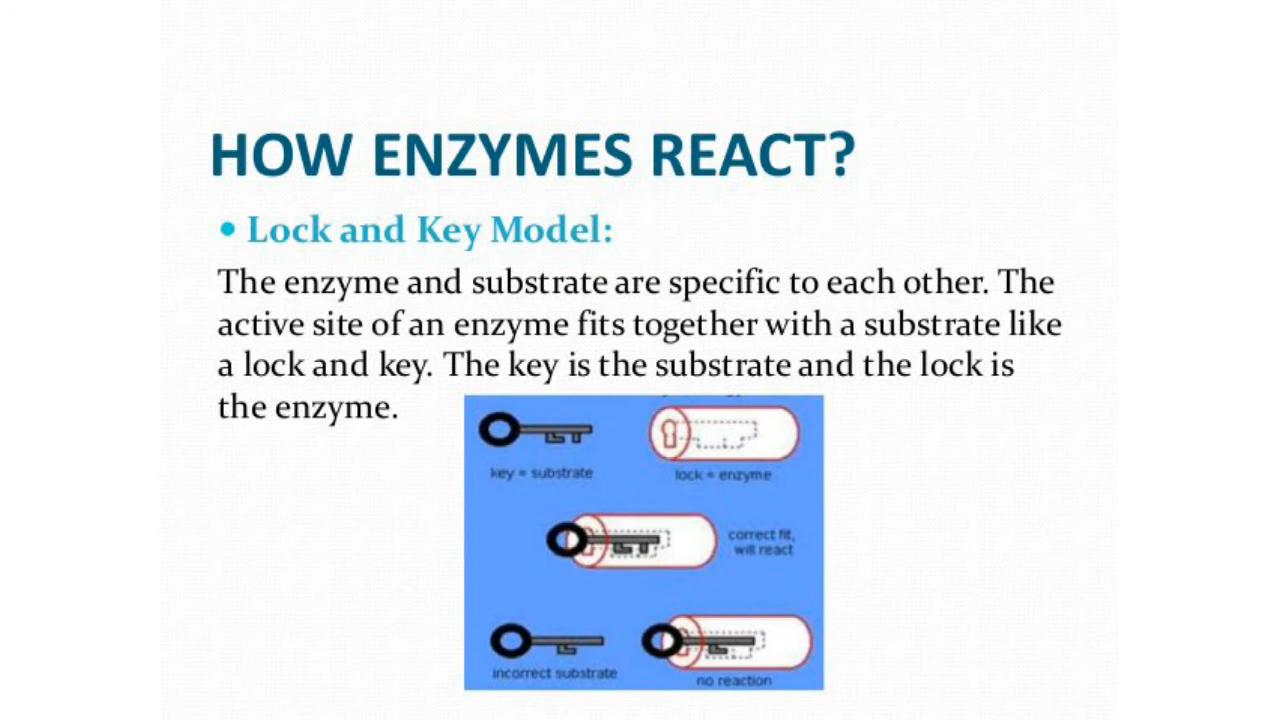 HOW ENZYMES REACT?
• Lock and Key Model:
The enzyme and substrate are specific to each other. The
active site of an enzyme fits together with a substrate like
a lock and key. The key is the substrate and the lock is
the enzyme.
key = substrate
lock = enzyme
correct fit,
will react
incorrect substrate
no reaction